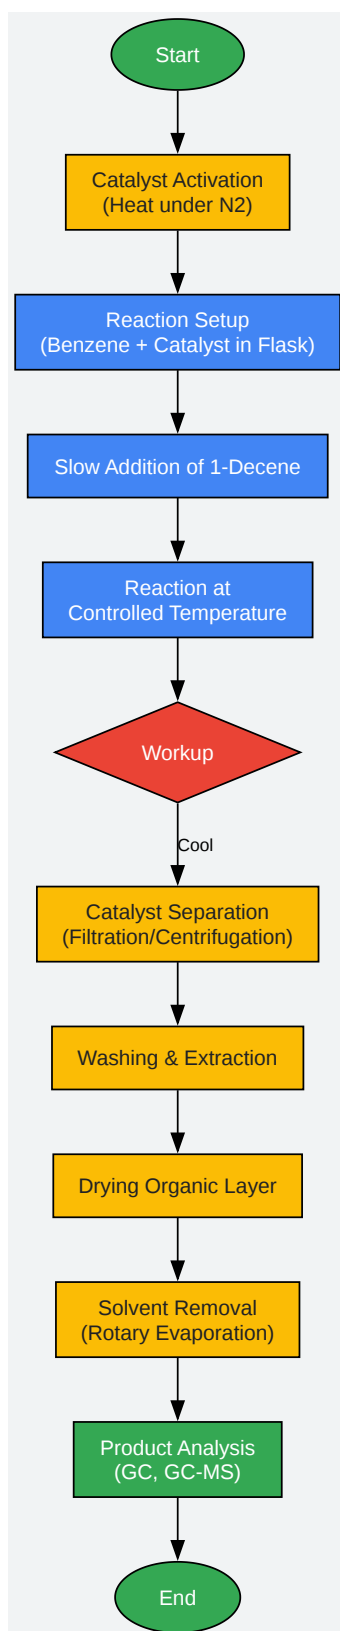 Start
Catalyst Activation
(Heat under N2)
Reaction Setup
(Benzene + Catalyst in Flask)
Slow Addition of 1-Decene
Reaction at
Controlled Temperature
Workup
Cool
Catalyst Separation
(Filtration/Centrifugation)
Washing & Extraction
Drying Organic Layer
Solvent Removal
(Rotary Evaporation)
Product Analysis
(GC, GC-MS)
End